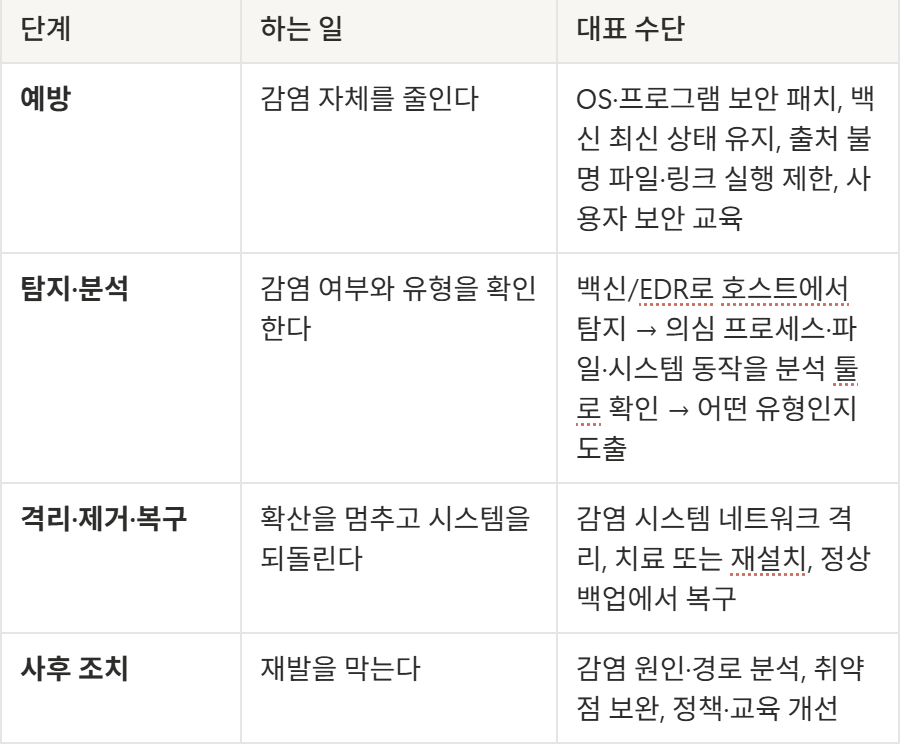 단계
하는 일
대표 수단
예방
감염 자체를 줄인다
OS·프로그램 보안 패치, 백
신 최신 상태 유지, 출처 불
명 파일·링크 실행 제한, 사
용자 보안 교육
탐지·분석
감염 여부와 유형을 확인
한다
백신/EDR로 호스트에서
탐지 → 의심 프로세스·파
일·시스템 동작을 분석 툴
로 확인 → 어떤 유형인지
도출
격리·제거·복구
확산을 멈추고 시스템을
되돌린다
감염 시스템 네트워크 격
리, 치료 또는 재설치, 정상
백업에서 복구
사후 조치
재발을 막는다
감염 원인·경로 분석, 취약
점 보완, 정책·교육 개선